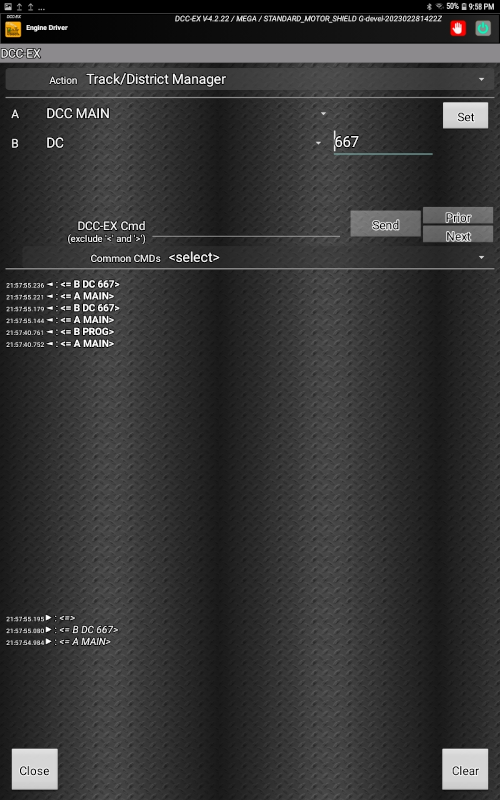 ... 50% 9:58 PM
DCC-EX
Engine Driver
DCC-EX V-4.2.22 / MEGA / STANDARD_MOTOR_SHIELD G-devel-202302281422Z
DCC-EX
Action Track/District Manager
A DCC MAIN Set
B DC 667
DCC-EX Cmd
(exclude '<' and '>')
Send Prior
Next
Common CMDs <select>
21:57:55.236 ◄ : <= B DC 667>
21:57:55.221 ◄ : <= A MAIN>
21:57:55.179 ◄ : <= B DC 667>
21:57:55.144 ◄ : <= A MAIN>
21:57:40.761 ◄ : <= B PROG>
21:57:40.752 ◄ : <= A MAIN>
21:57:55.195 ► : <=>
21:57:55.080 ► : <= B DC 667>
21:57:54.984 ► : <= A MAIN>
Close Clear